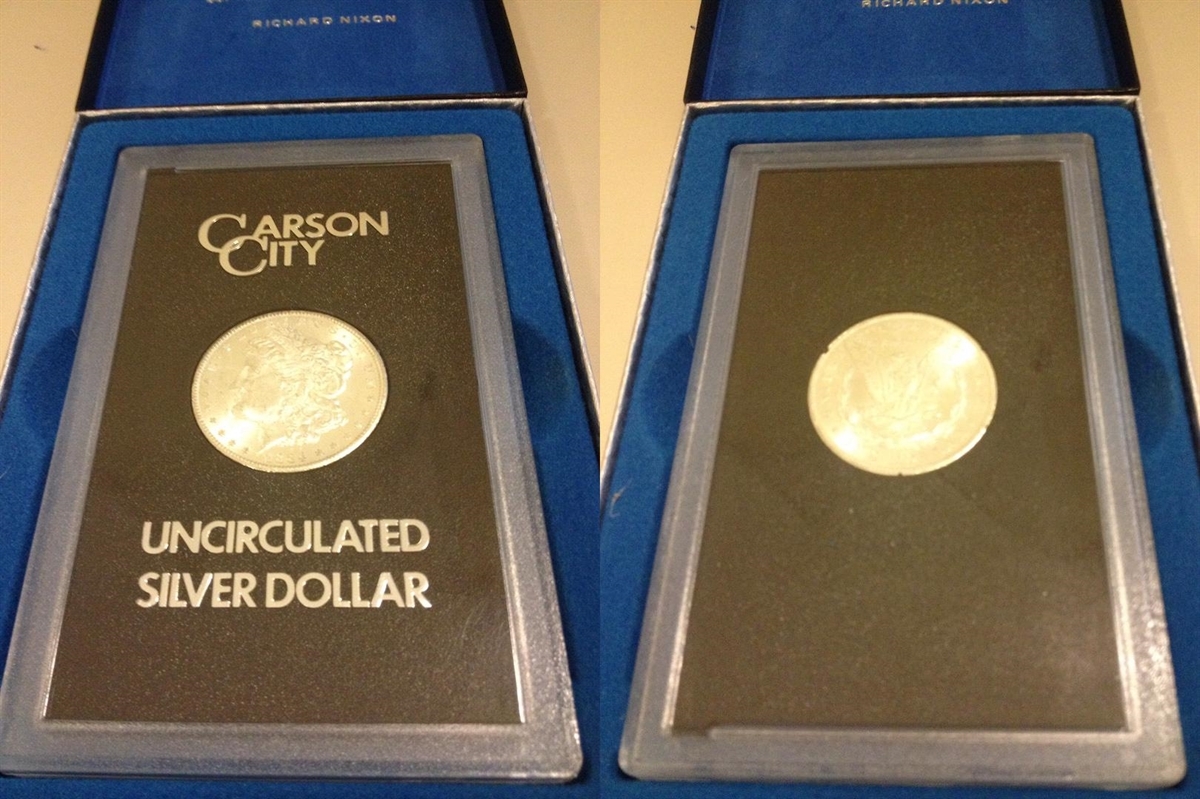 RICHARD NIXON
CARSON
CITY
UNCIRCULATED
SILVER DOLLAR
RICHARD NIXON